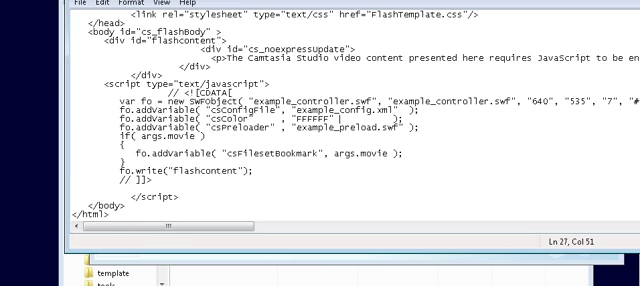 File Edit Format View Help
<link rel="stylesheet" type="text/css" href="FlashTemplate.css"/>
</head>
<body id="cs_flashBody" >
<div id="flashcontent">
<div id="cs_noexpressupdate">
<p>The Camtasia Studio video content presented here requires JavaScript to be en
</div>
</div>
<script type="text/javascript">
// <![CDATA[
var fo = new SWFObject( "example_controller.swf", "example_controller.swf", "640", "535", "7", "#
fo.addVariable( "csConfigFile", "example_config.xml"  );
fo.addVariable( "csColor"     , "FFFFFF"           );
fo.addVariable( "csPreloader" , "example_preload.swf" );
if( args.movie )
{
fo.addVariable( "csFilesetBookmark", args.movie );
}
fo.write("flashcontent");
// ]]>
</script>
</body>
</html>
Ln 27, Col 51
template
tools